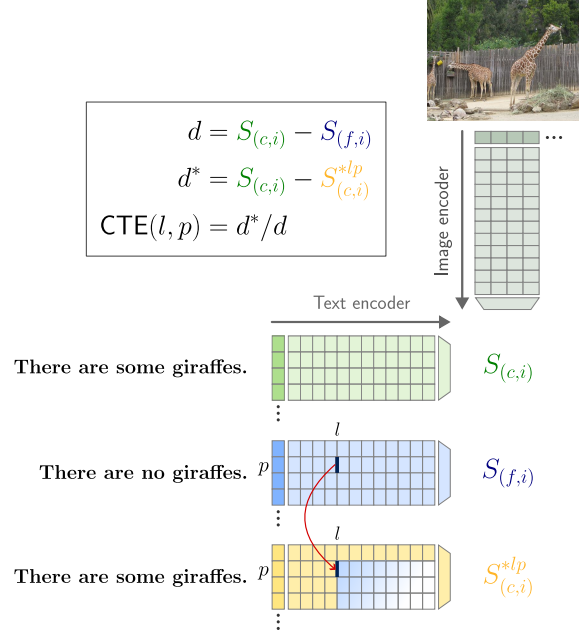 d = S(c,i) − S(f,i)
d* = S(c,i) − S*lp(c,i)
CTE(l, p) = d*/d
Image encoder
Text encoder
There are some giraffes.
S(c,i)
l
There are no giraffes.
p
S(f,i)
l
There are some giraffes.
p
S*lp(c,i)